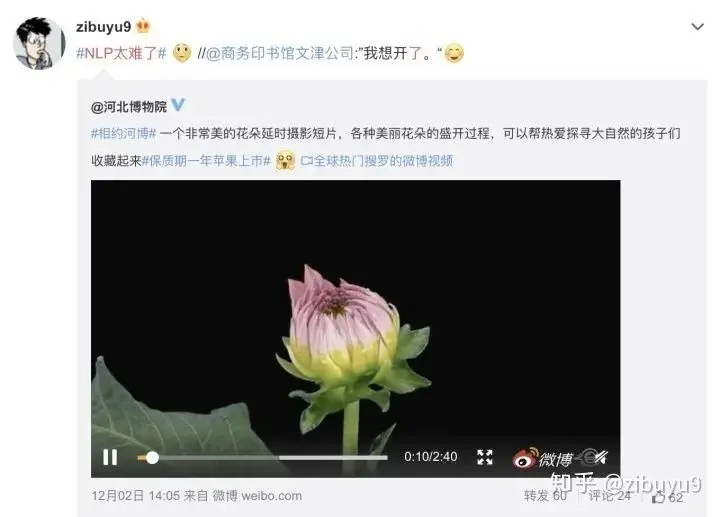 zibuyu9
#NLP太难了# //@商务印书馆文津公司:”我想开了。“
@河北博物院
#相约河博# 一个非常美的花朵延时摄影短片，各种美丽花朵的盛开过程，可以帮热爱探寻大自然的孩子们
收藏起来#保质期一年苹果上市# 全球热门搜罗的微博视频
0:10/2:40
微博
知乎 @zibuyu9
12月02日 14:05 来自 微博 weibo.com
转发 60 评论 24 62